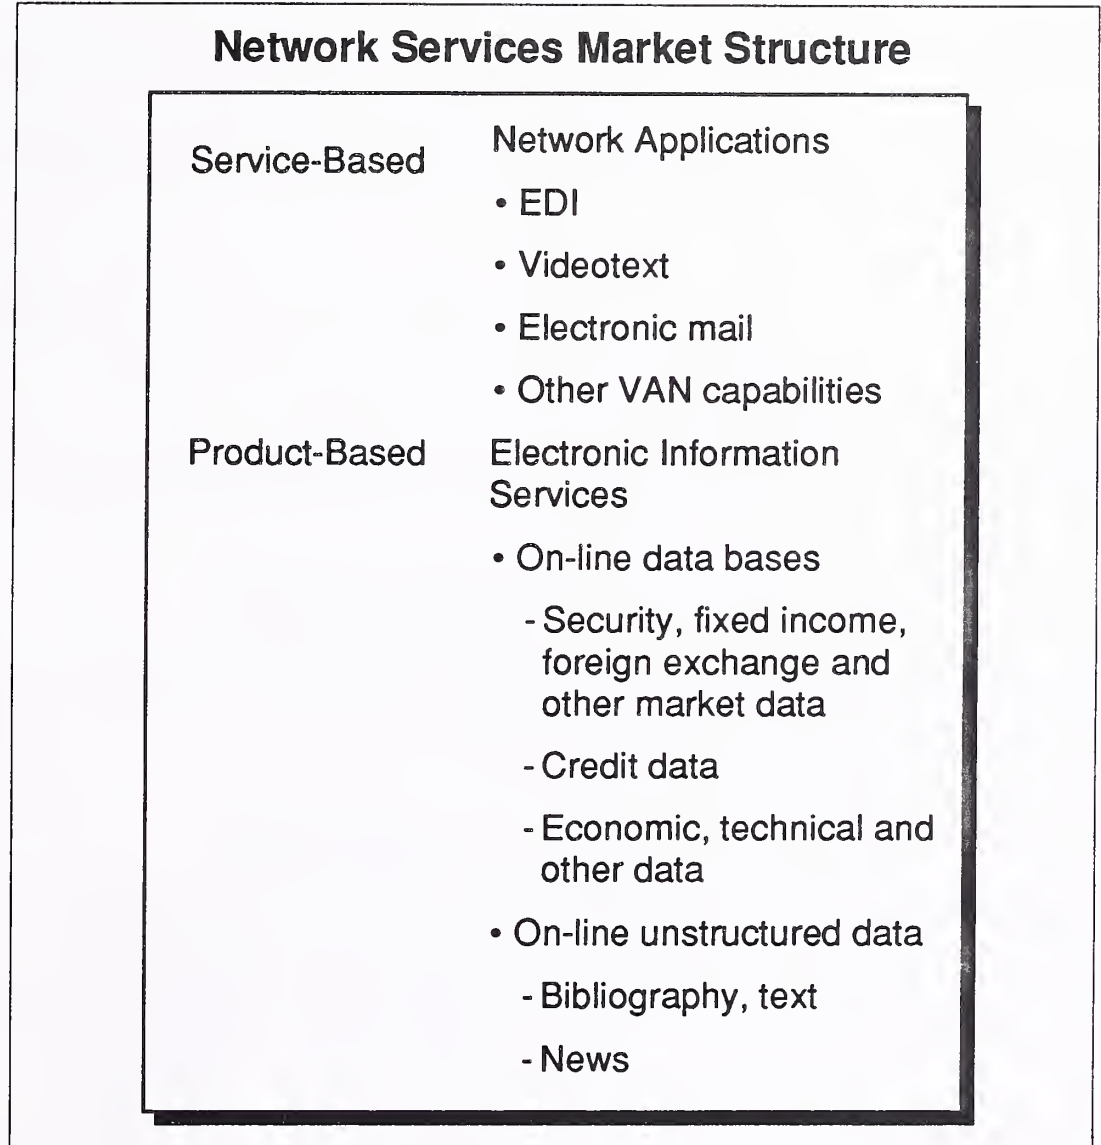 Network Services Market Structure
Service-Based
Network Applications
• EDI
• Videotext
• Electronic mail
• Other VAN capabilities
Product-Based
Electronic Information
Services
• On-line data bases
- Security, fixed income,
foreign exchange and
other market data
- Credit data
- Economic, technical and
other data
• On-line unstructured data
- Bibliography, text
- News